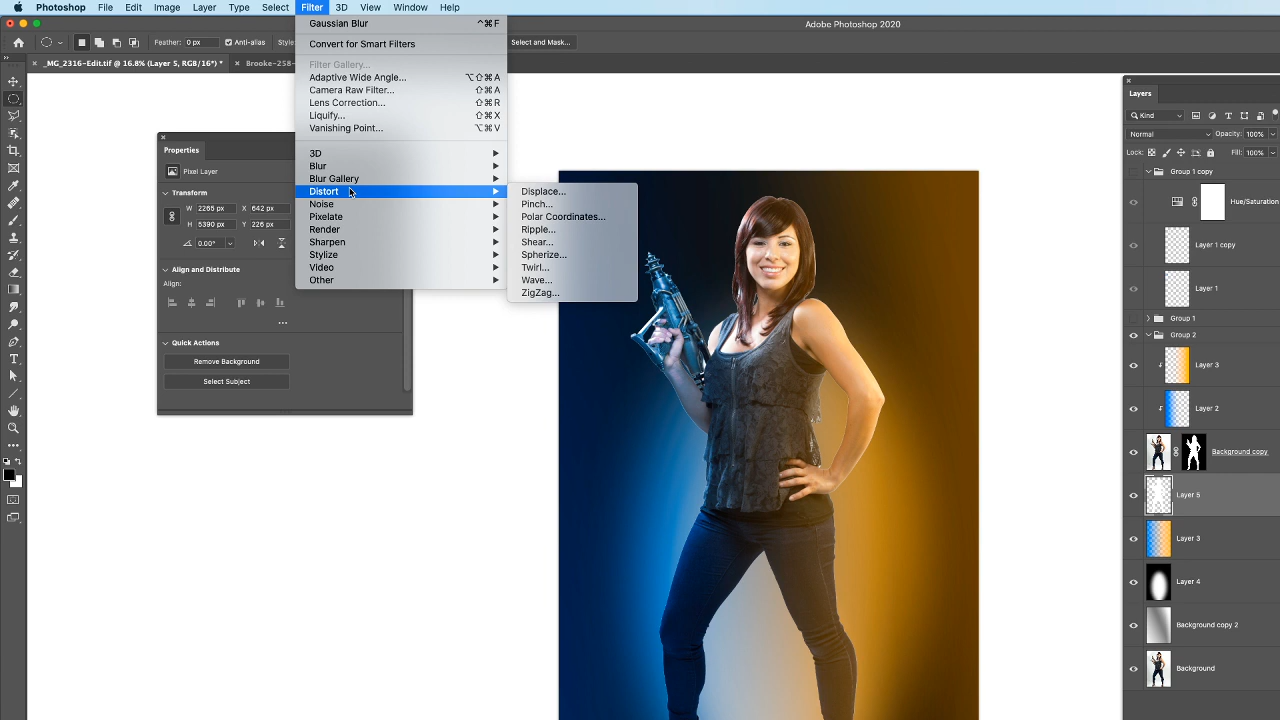 Photoshop File Edit Image Layer Type Select Filter 3D View Window Help
Adobe Photoshop 2020
Feather: 0 px Anti-alias Style Select and Mask...
_MG_2316-Edit.tif @ 16.8% (Layer 5, RGB/16*) * Brooke-258-
Gaussian Blur ⌃⌘F
Convert for Smart Filters
Filter Gallery...
Adaptive Wide Angle... ⌥⇧⌘A
Camera Raw Filter... ⇧⌘A
Lens Correction... ⇧⌘R
Liquify... ⇧⌘X
Vanishing Point... ⌥⌘V
3D
Blur
Blur Gallery
Distort
Noise
Pixelate
Render
Sharpen
Stylize
Video
Other
Displace...
Pinch...
Polar Coordinates...
Ripple...
Shear...
Spherize...
Twirl...
Wave...
ZigZag...
Properties
Pixel Layer
Transform
W 2265 px X 642 px
H 5390 px Y 226 px
0.00°
Align and Distribute
Align:
Quick Actions
Remove Background
Select Subject
Layers
Kind
Normal Opacity: 100%
Lock: Fill: 100%
Group 1 copy
Hue/Saturation
Layer 1 copy
Layer 1
Group 1
Group 2
Layer 3
Layer 2
Background copy
Layer 5
Layer 3
Layer 4
Background copy 2
Background